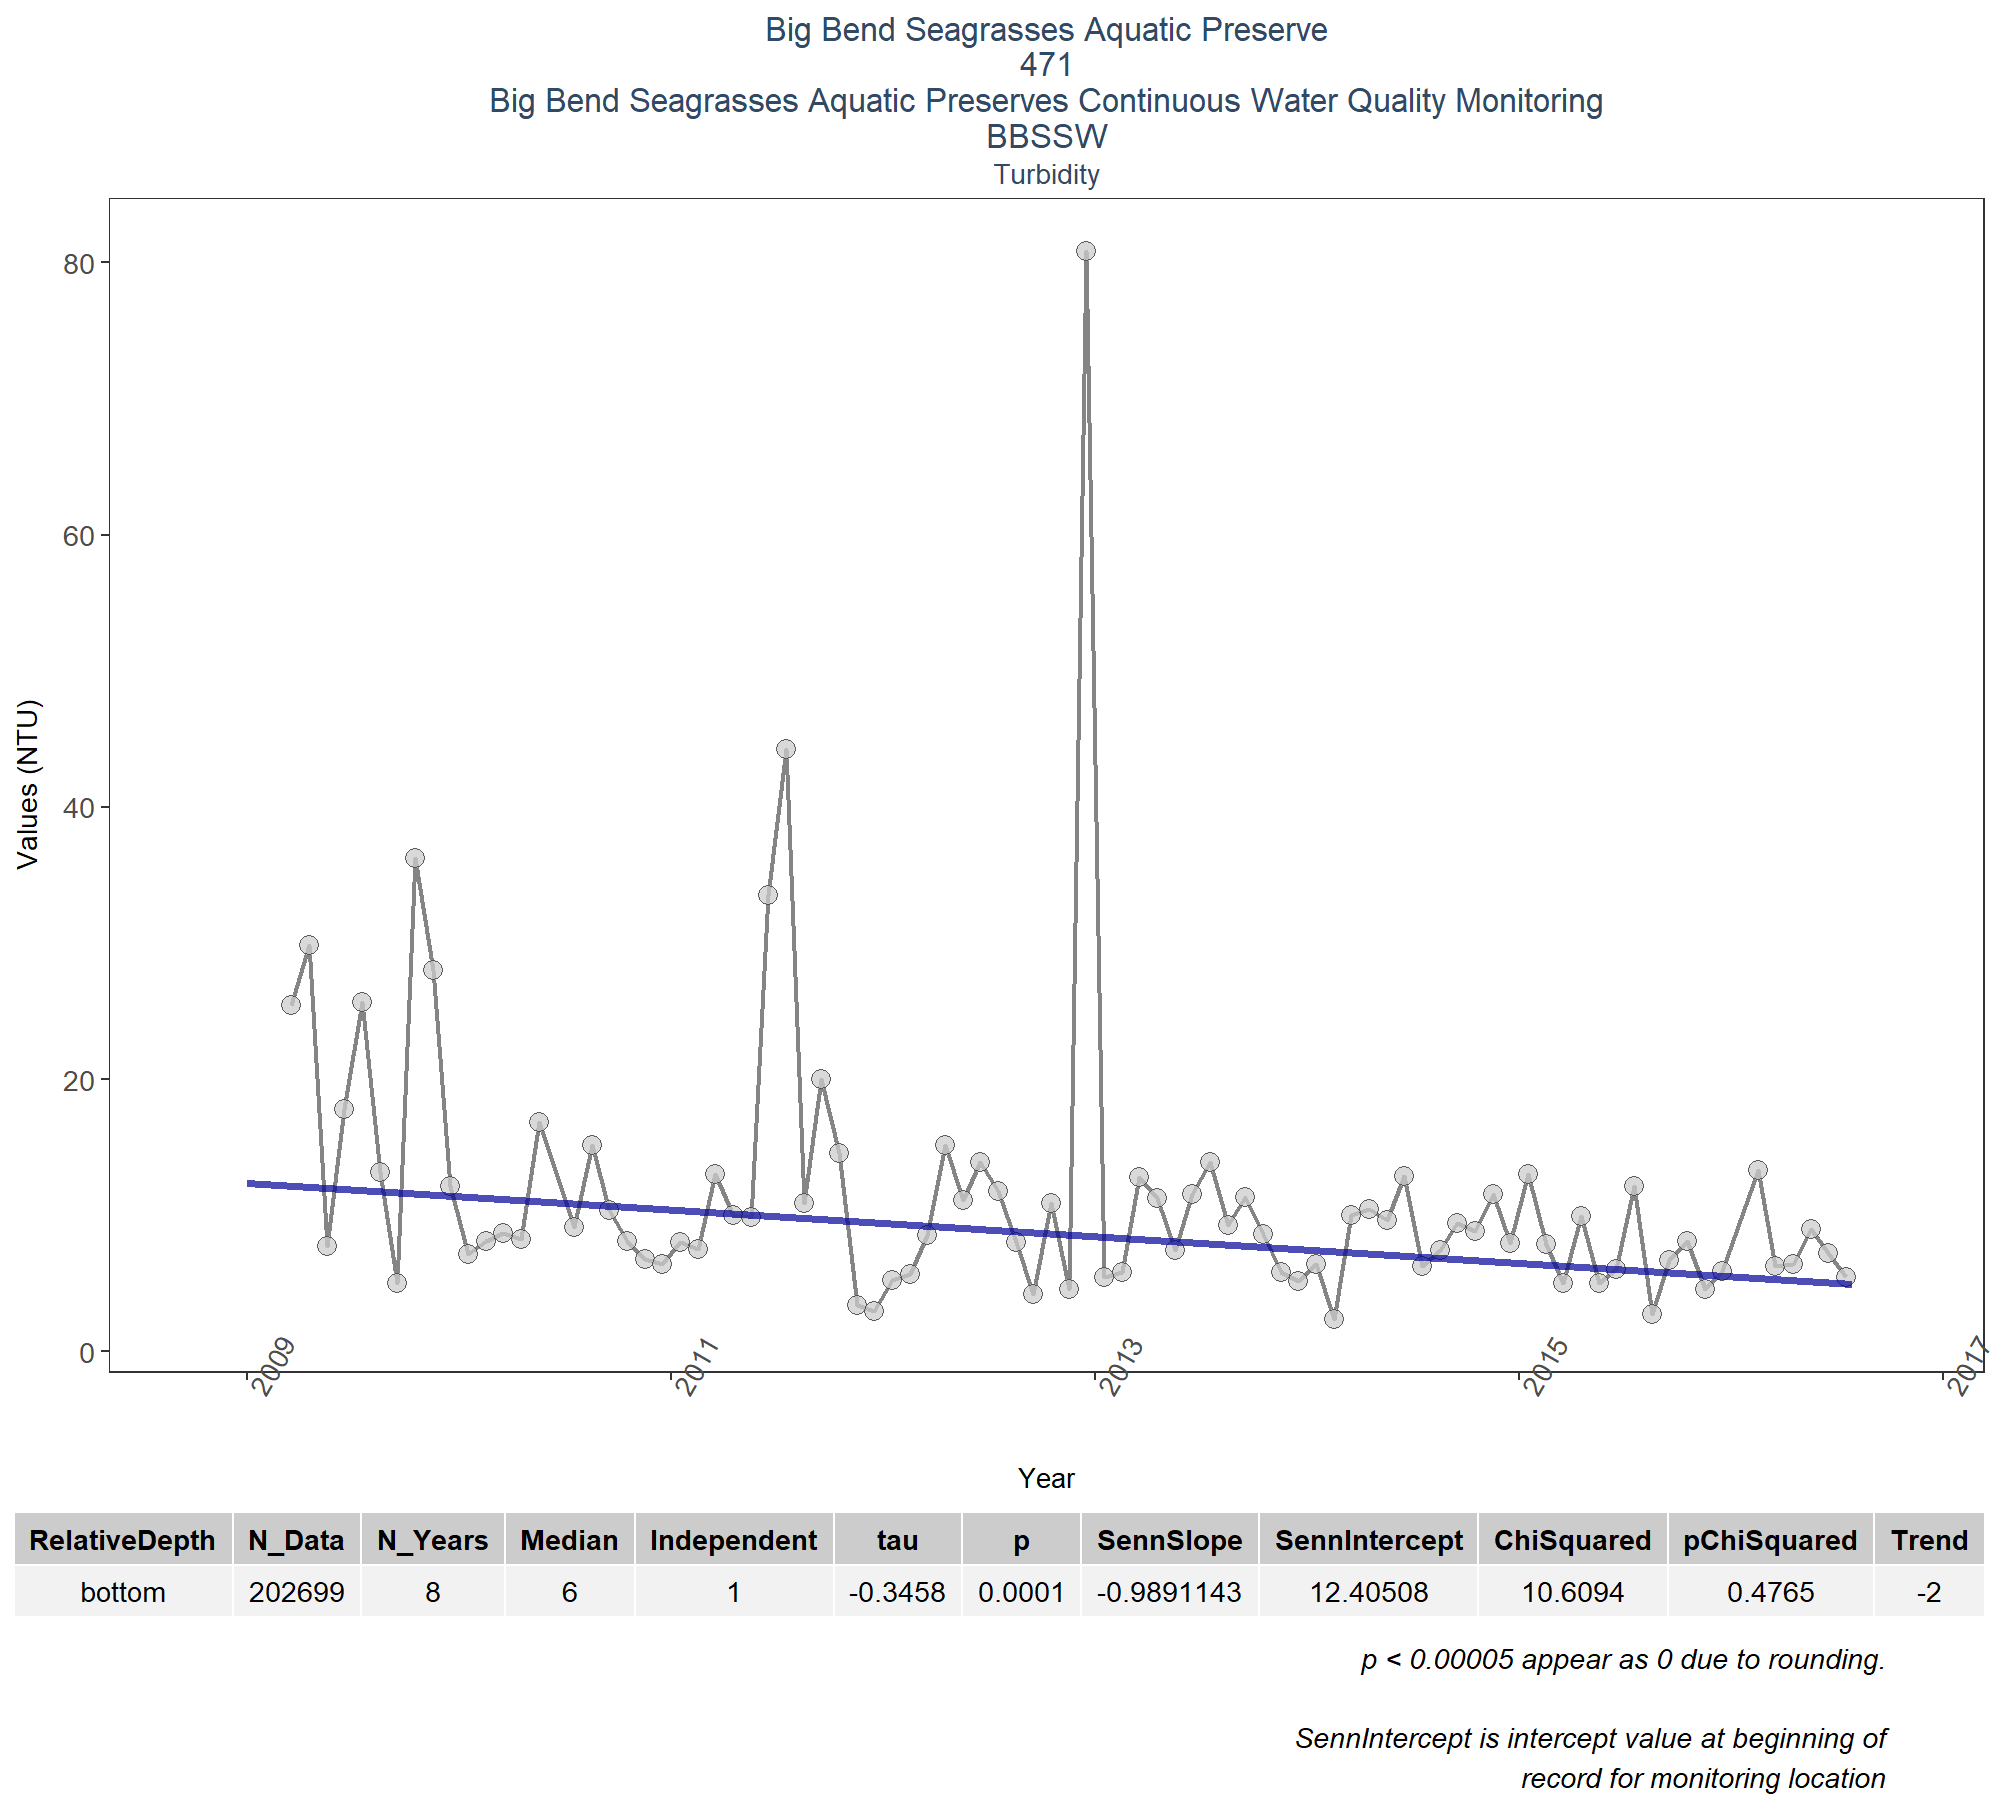 Big Bend Seagrasses Aquatic Preserve
471
Big Bend Seagrasses Aquatic Preserves Continuous Water Quality Monitoring
BBSSW
Turbidity
Values (NTU)
80
60
40
20
0
2009 2011 2013 2015 2017
Year
RelativeDepth N_Data N_Years Median Independent tau p SennSlope SennIntercept ChiSquared pChiSquared Trend
bottom 202699 8 6 1 -0.3458 0.0001 -0.9891143 12.40508 10.6094 0.4765 -2
p < 0.00005 appear as 0 due to rounding.
SennIntercept is intercept value at beginning of
record for monitoring location